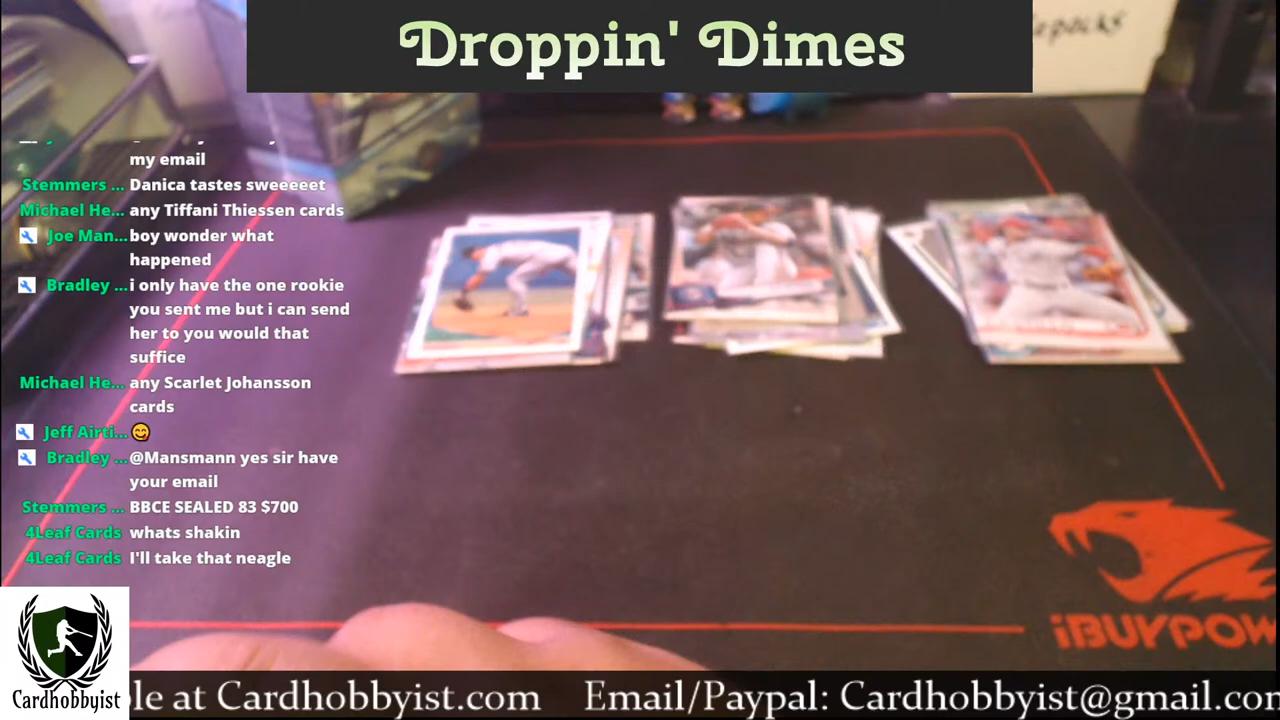 Droppin' Dimes
my email
Stemmers ... Danica tastes sweeeeet
Michael He... any Tiffani Thiessen cards
Joe Man... boy wonder what
happened
Bradley ... i only have the one rookie
you sent me but i can send
her to you would that
suffice
Michael He... any Scarlet Johansson
cards
Jeff Airti... 😋
Bradley ... @Mansmann yes sir have
your email
Stemmers ... BBCE SEALED 83 $700
4Leaf Cards whats shakin
4Leaf Cards I'll take that neagle
iBUYPOW
Cardhobbyist
le at Cardhobbyist.com Email/Paypal: Cardhobbyist@gmail.com